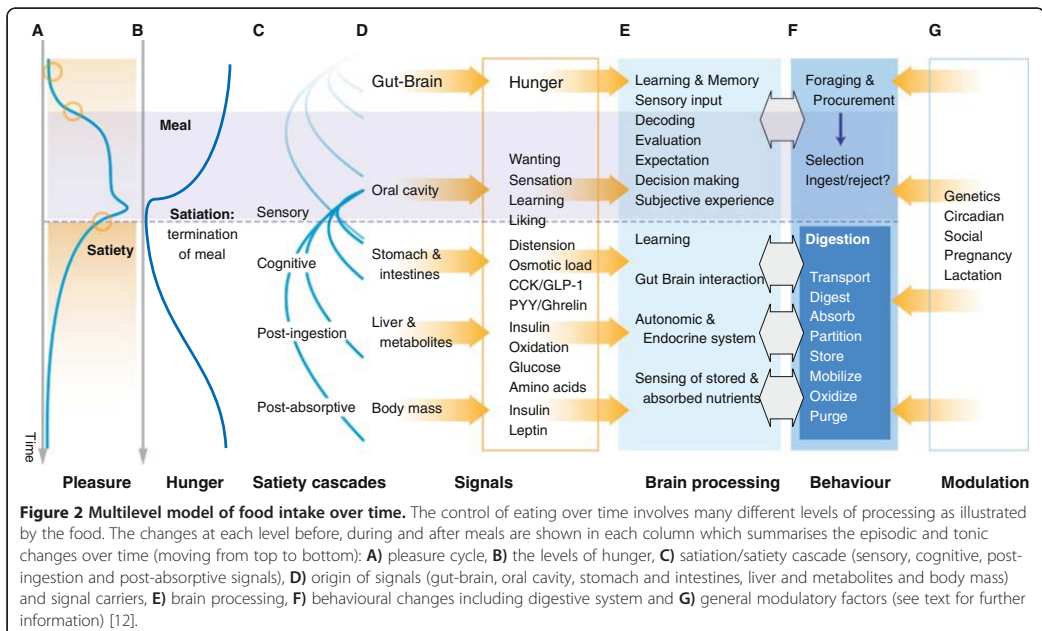 A B C D E F G
Gut-Brain
Hunger
Learning & Memory
Sensory input
Decoding
Evaluation
Expectation
Decision making
Subjective experience
Foraging &
Procurement
Meal
Wanting
Sensation
Learning
Liking
Selection
Ingest/reject?
Oral cavity
Genetics
Circadian
Social
Pregnancy
Lactation
Satiation:
termination
of meal
Sensory
Satiety
Cognitive
Stomach &
intestines
Distension
Osmotic load
CCK/GLP-1
PYY/Ghrelin
Learning
Gut Brain interaction
Digestion
Transport
Digest
Absorb
Partition
Store
Mobilize
Oxidize
Purge
Post-ingestion
Liver &
metabolites
Insulin
Oxidation
Glucose
Amino acids
Autonomic &
Endocrine system
Post-absorptive
Body mass
Insulin
Leptin
Sensing of stored &
absorbed nutrients
Time
Pleasure Hunger Satiety cascades Signals Brain processing Behaviour Modulation
Figure 2 Multilevel model of food intake over time. The control of eating over time involves many different levels of processing as illustrated
by the food. The changes at each level before, during and after meals are shown in each column which summarises the episodic and tonic
changes over time (moving from top to bottom): A) pleasure cycle, B) the levels of hunger, C) satiation/satiety cascade (sensory, cognitive, post-
ingestion and post-absorptive signals), D) origin of signals (gut-brain, oral cavity, stomach and intestines, liver and metabolites and body mass)
and signal carriers, E) brain processing, F) behavioural changes including digestive system and G) general modulatory factors (see text for further
information) [12].